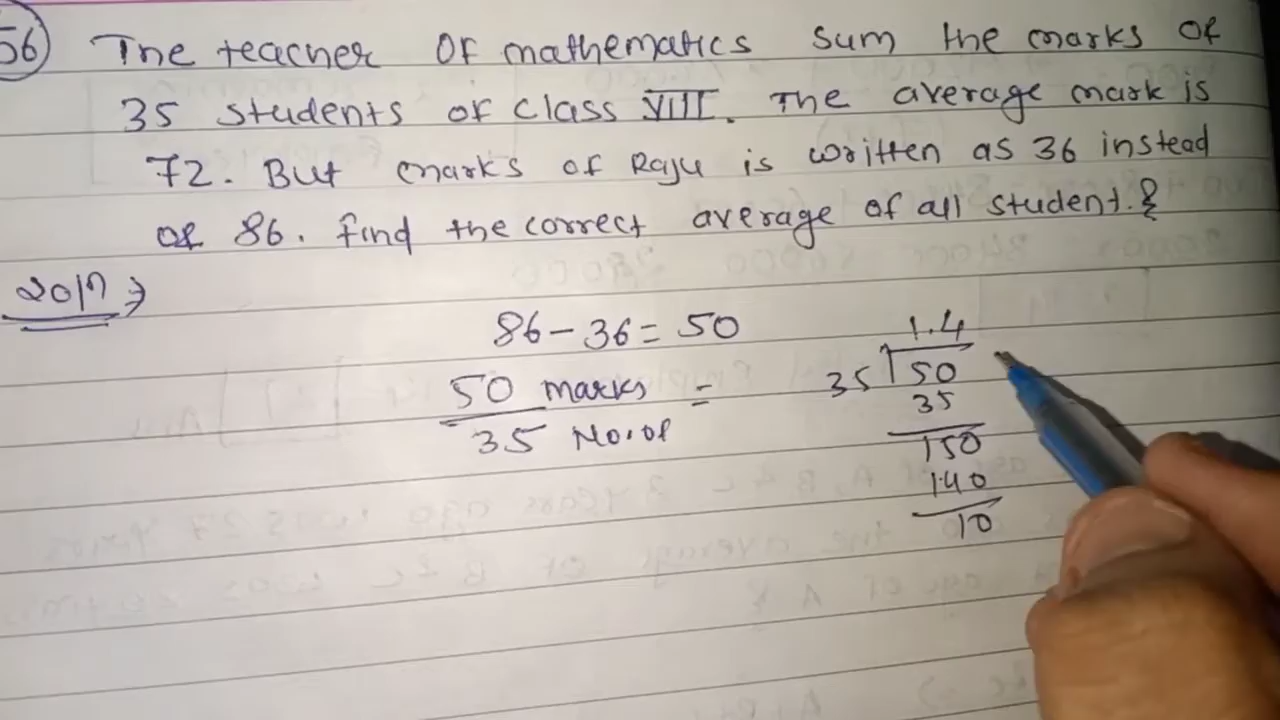 56
The teacher of mathematics sum the marks of
35 students of class VIII. The average mark is
72. But marks of Raju is written as 36 instead
of 86. find the correct average of all student.
2017
86 - 36 = 50
50 marks =
35 No. of
1.4
35 50
35
150
140
10